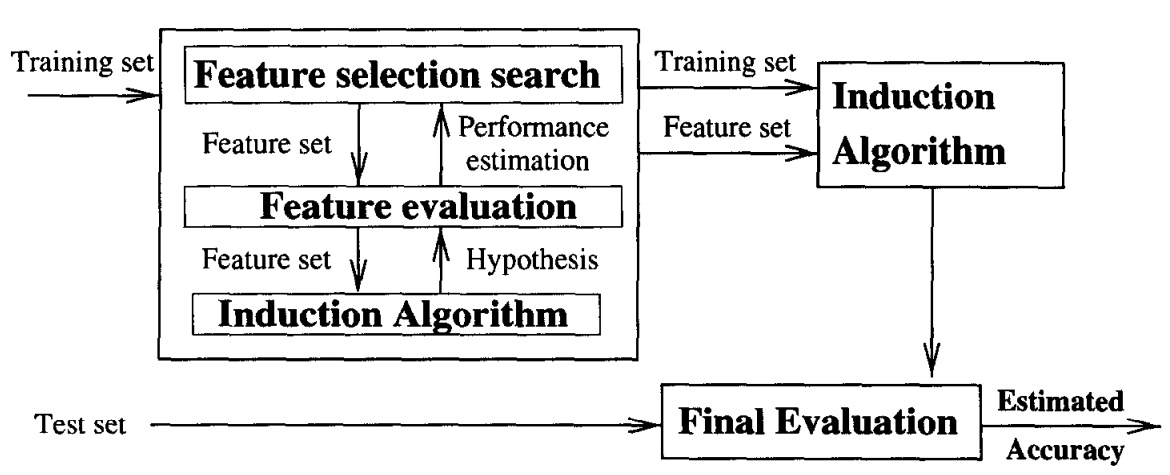 Training set
Feature selection search
Feature set
Performance
estimation
Feature evaluation
Feature set
Hypothesis
Induction Algorithm
Training set
Feature set
Induction
Algorithm
Test set
Final Evaluation
Estimated
Accuracy